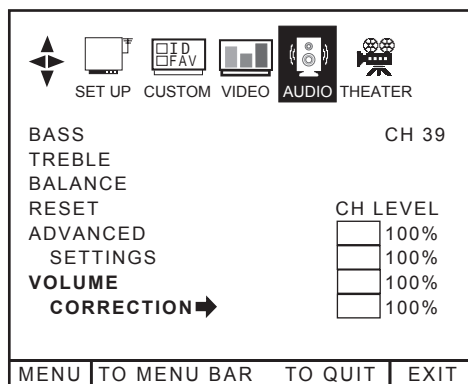 ID
FAV
SET UP CUSTOM VIDEO AUDIO THEATER
BASS CH 39
TREBLE
BALANCE
RESET CH LEVEL
ADVANCED 100%
SETTINGS 100%
VOLUME 100%
CORRECTION 100%
MENU TO MENU BAR TO QUIT EXIT